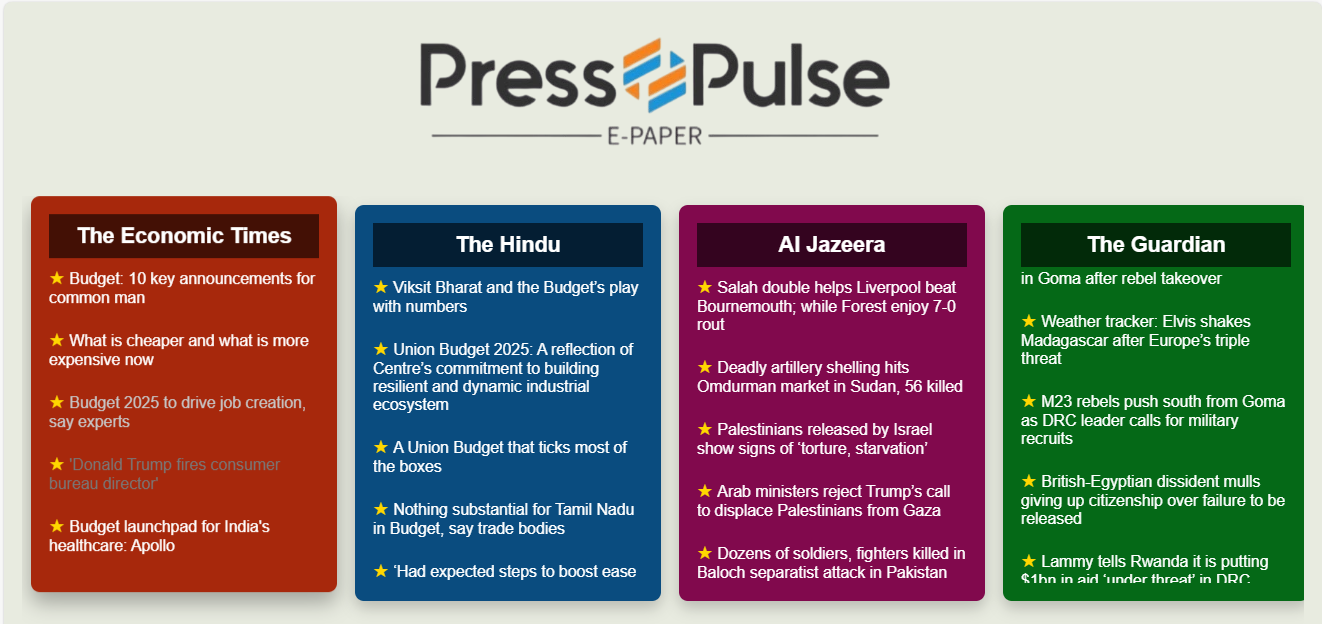 Press Pulse
E-PAPER
The Economic Times
★ Budget: 10 key announcements for
common man
★ What is cheaper and what is more
expensive now
★ Budget 2025 to drive job creation,
say experts
★ 'Donald Trump fires consumer
bureau director'
★ Budget launchpad for India's
healthcare: Apollo
The Hindu
★ Viksit Bharat and the Budget’s play
with numbers
★ Union Budget 2025: A reflection of
Centre’s commitment to building
resilient and dynamic industrial
ecosystem
★ A Union Budget that ticks most of
the boxes
★ Nothing substantial for Tamil Nadu
in Budget, say trade bodies
★ ‘Had expected steps to boost ease
Al Jazeera
★ Salah double helps Liverpool beat
Bournemouth; while Forest enjoy 7-0
rout
★ Deadly artillery shelling hits
Omdurman market in Sudan, 56 killed
★ Palestinians released by Israel
show signs of ‘torture, starvation’
★ Arab ministers reject Trump’s call
to displace Palestinians from Gaza
★ Dozens of soldiers, fighters killed in
Baloch separatist attack in Pakistan
The Guardian
in Goma after rebel takeover
★ Weather tracker: Elvis shakes
Madagascar after Europe’s triple
threat
★ M23 rebels push south from Goma
as DRC leader calls for military
recruits
★ British-Egyptian dissident mulls
giving up citizenship over failure to be
released
★ Lammy tells Rwanda it is putting
$1bn in aid ‘under threat’ in DRC